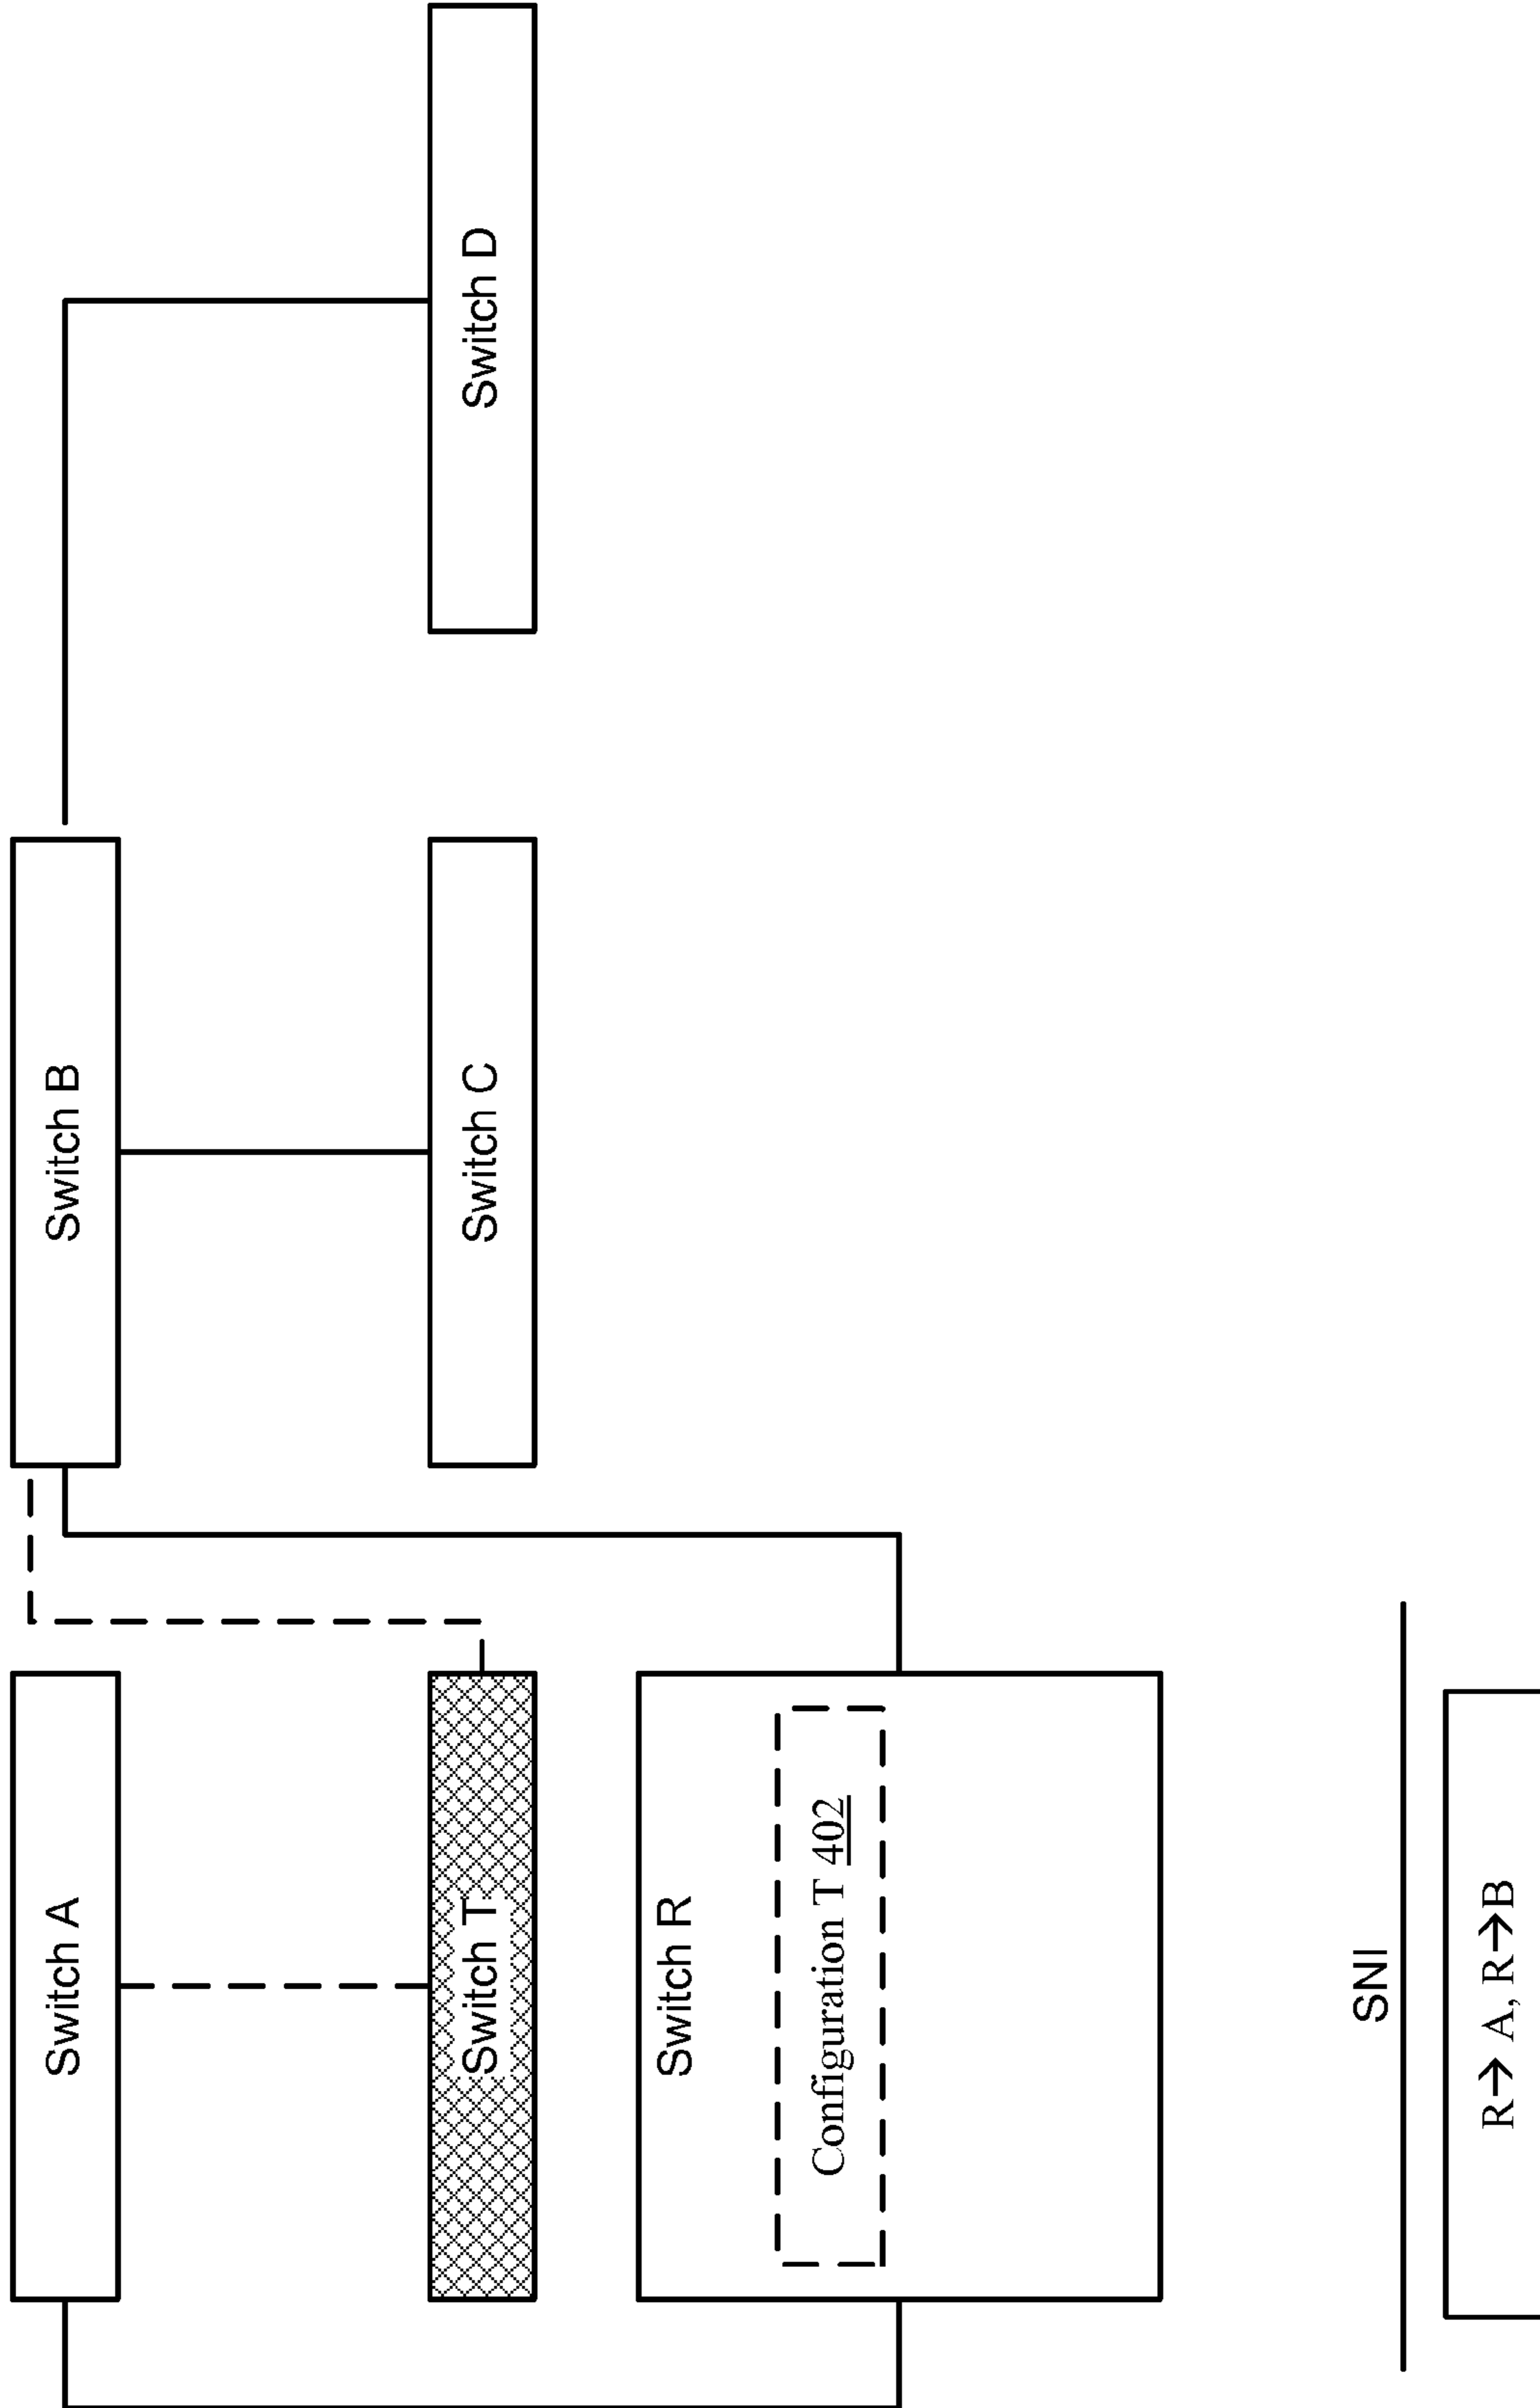 Switch A
Switch B
Switch T
Switch C
Switch D
Switch R
Configuration T 402
SNI
R→ A, R→B